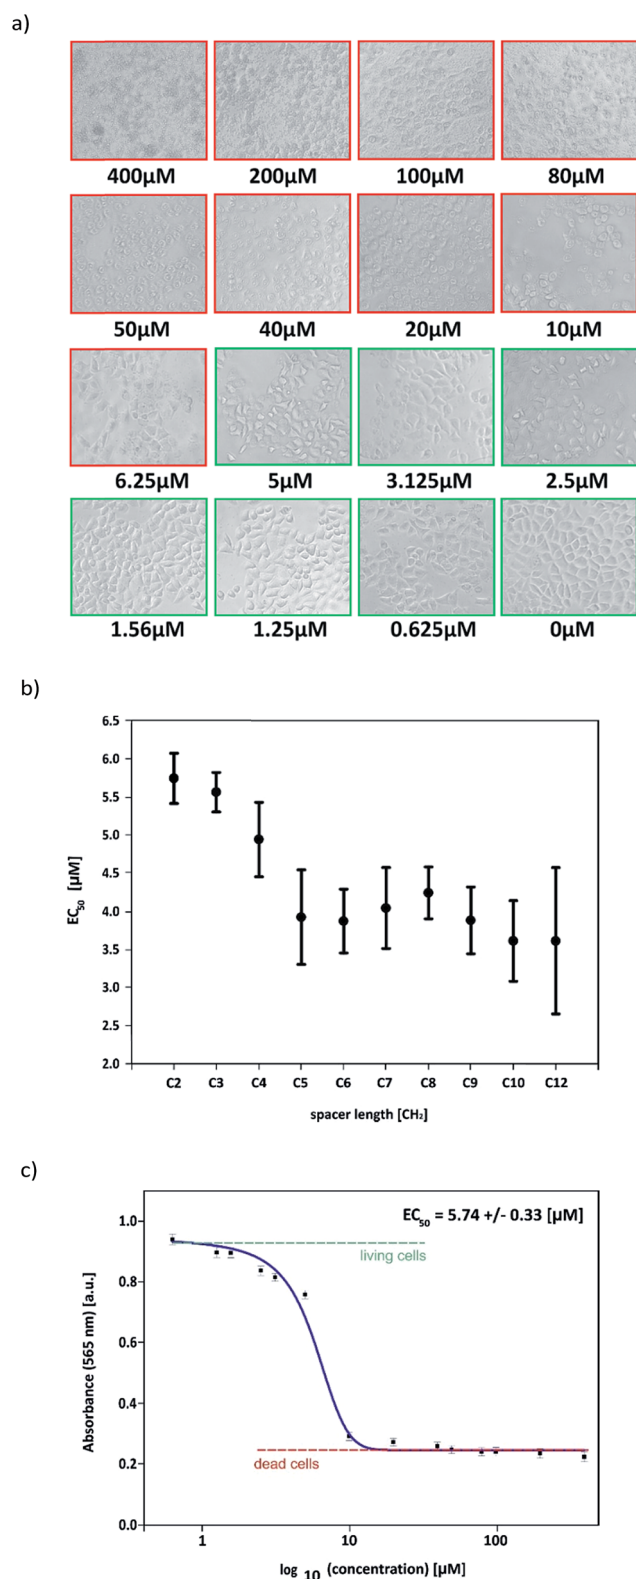 a)
400µM 200µM 100µM 80µM
50µM 40µM 20µM 10µM
6.25µM 5µM 3.125µM 2.5µM
1.56µM 1.25µM 0.625µM 0µM
b)
6.5
6.0
5.5
5.0
4.5
4.0
3.5
3.0
2.5
2.0
EC50 [µM]
C2 C3 C4 C5 C6 C7 C8 C9 C10 C12
spacer length [CH2]
c)
EC50 = 5.74 +/- 0.33 [µM]
1.0
0.8
0.6
0.4
0.2
0.0
Absorbance (565 nm) [a.u.]
living cells
dead cells
1 10 100
log 10 (concentration) [µM]